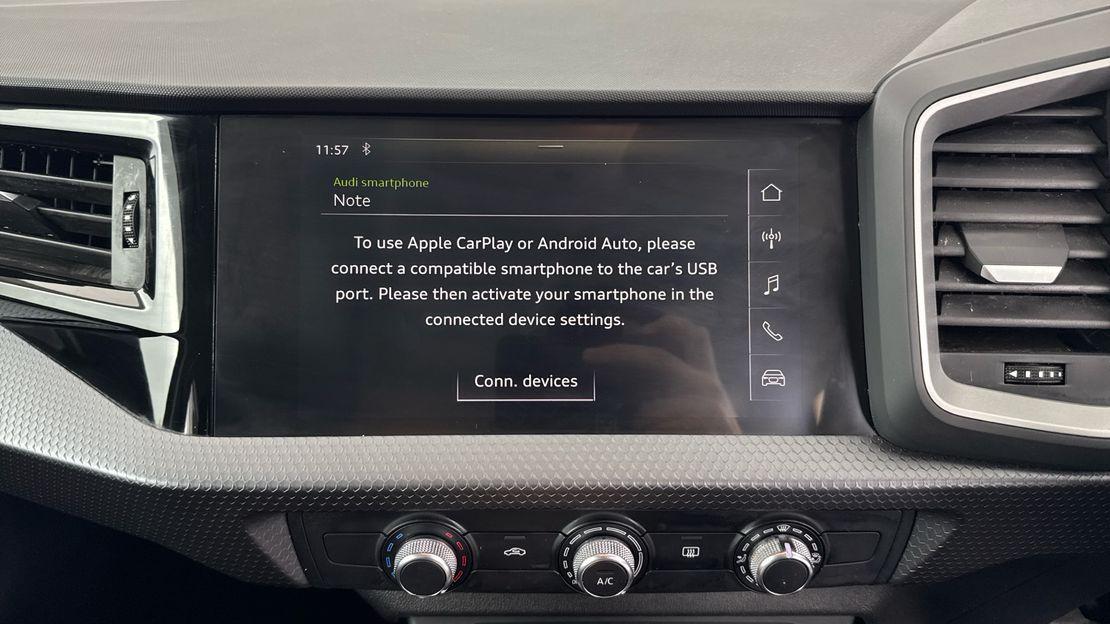 11:57
Audi smartphone
Note
To use Apple CarPlay or Android Auto, please
connect a compatible smartphone to the car's USB
port. Please then activate your smartphone in the
connected device settings.
Conn. devices
A/C